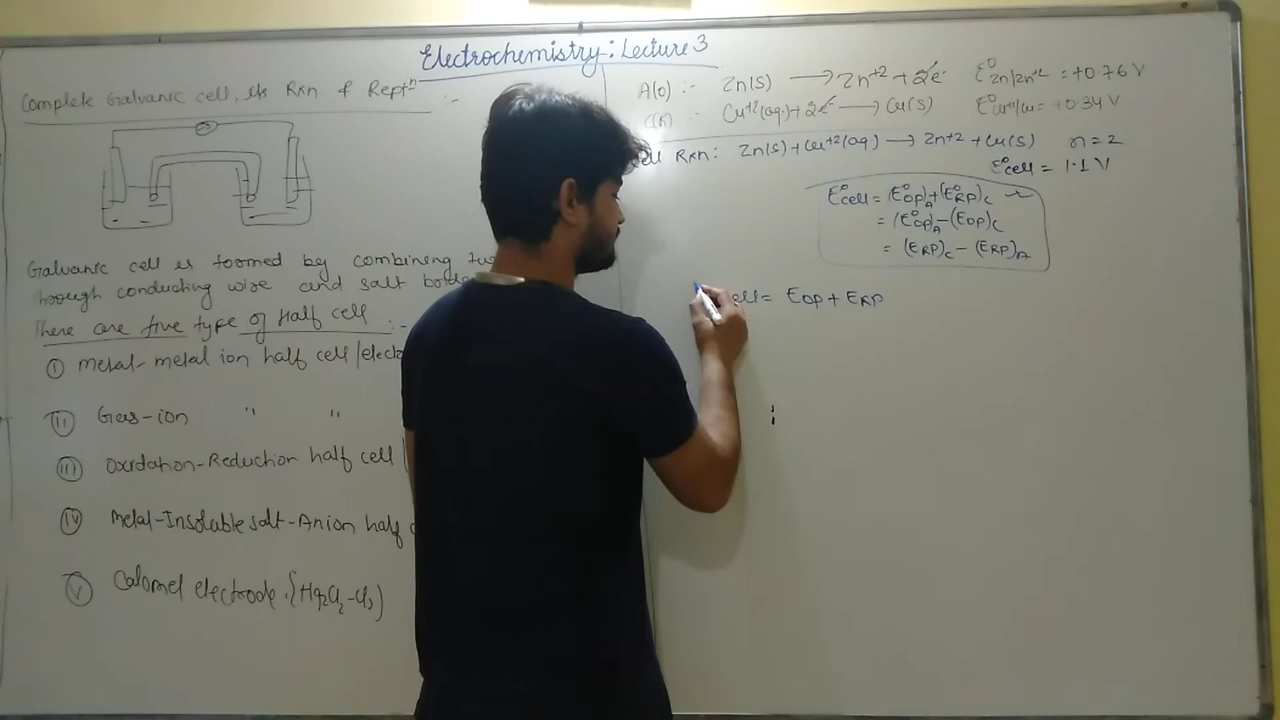 Electrochemistry: Lecture 3
Complete Galvanic cell, its Rxn & Reptn :-
Galvanic cell is formed by combining
through conducting wire and salt
There are five type of Half cell :-
(I) Metal-metal ion half cell /
(II) Gas-ion " "
(III) Oxidation-Reduction half cell
(IV) Metal-Insoluble salt-Anion half
(V) Calomel electrode.
A(O) :- Zn(S) ⟶ Zn+2 + 2e- E°Zn/Zn+2 = +0.76 V
:- Cu+2(aq.) + 2e- ⟶ Cu(S) E°Cu+2/Cu = +0.34 V
Rxn: Zn(S) + Cu+2(aq) ⟶ Zn+2 + Cu(S) n = 2
E°cell = 1.1 V
E°cell = (E°OP)A + (E°RP)C
= (E°OP)A - (EOP)C
= (ERP)C - (ERP)A
= EOP + ERP